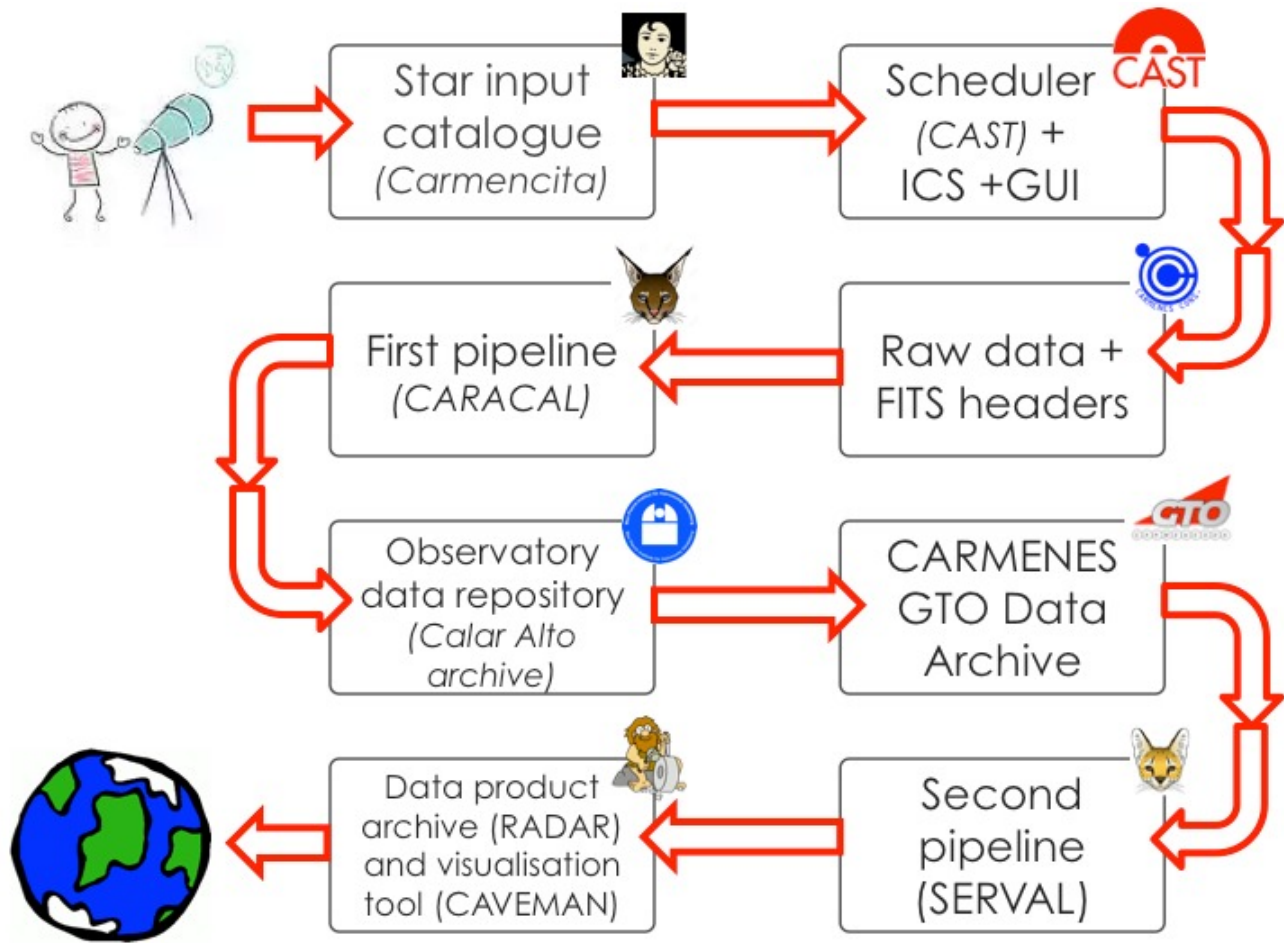 Star input
catalogue
(Carmencita)
CAST
Scheduler
(CAST) +
ICS +GUI
CARMENES CONS.
Raw data +
FITS headers
First pipeline
(CARACAL)
Observatory
data repository
(Calar Alto
archive)
GTO
CARMENES
GTO Data
Archive
Second
pipeline
(SERVAL)
Data product
archive (RADAR)
and visualisation
tool (CAVEMAN)